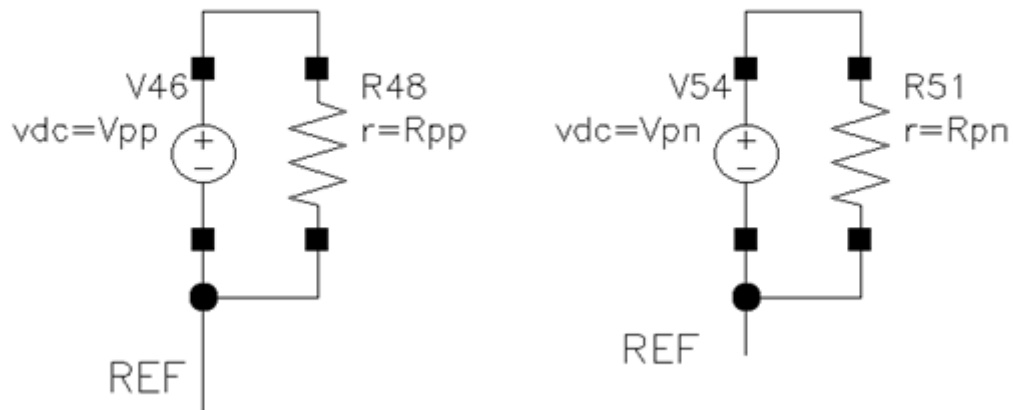 V46
vdc=Vpp
+
−
R48
r=Rpp
REF
V54
vdc=Vpn
+
−
R51
r=Rpn
REF